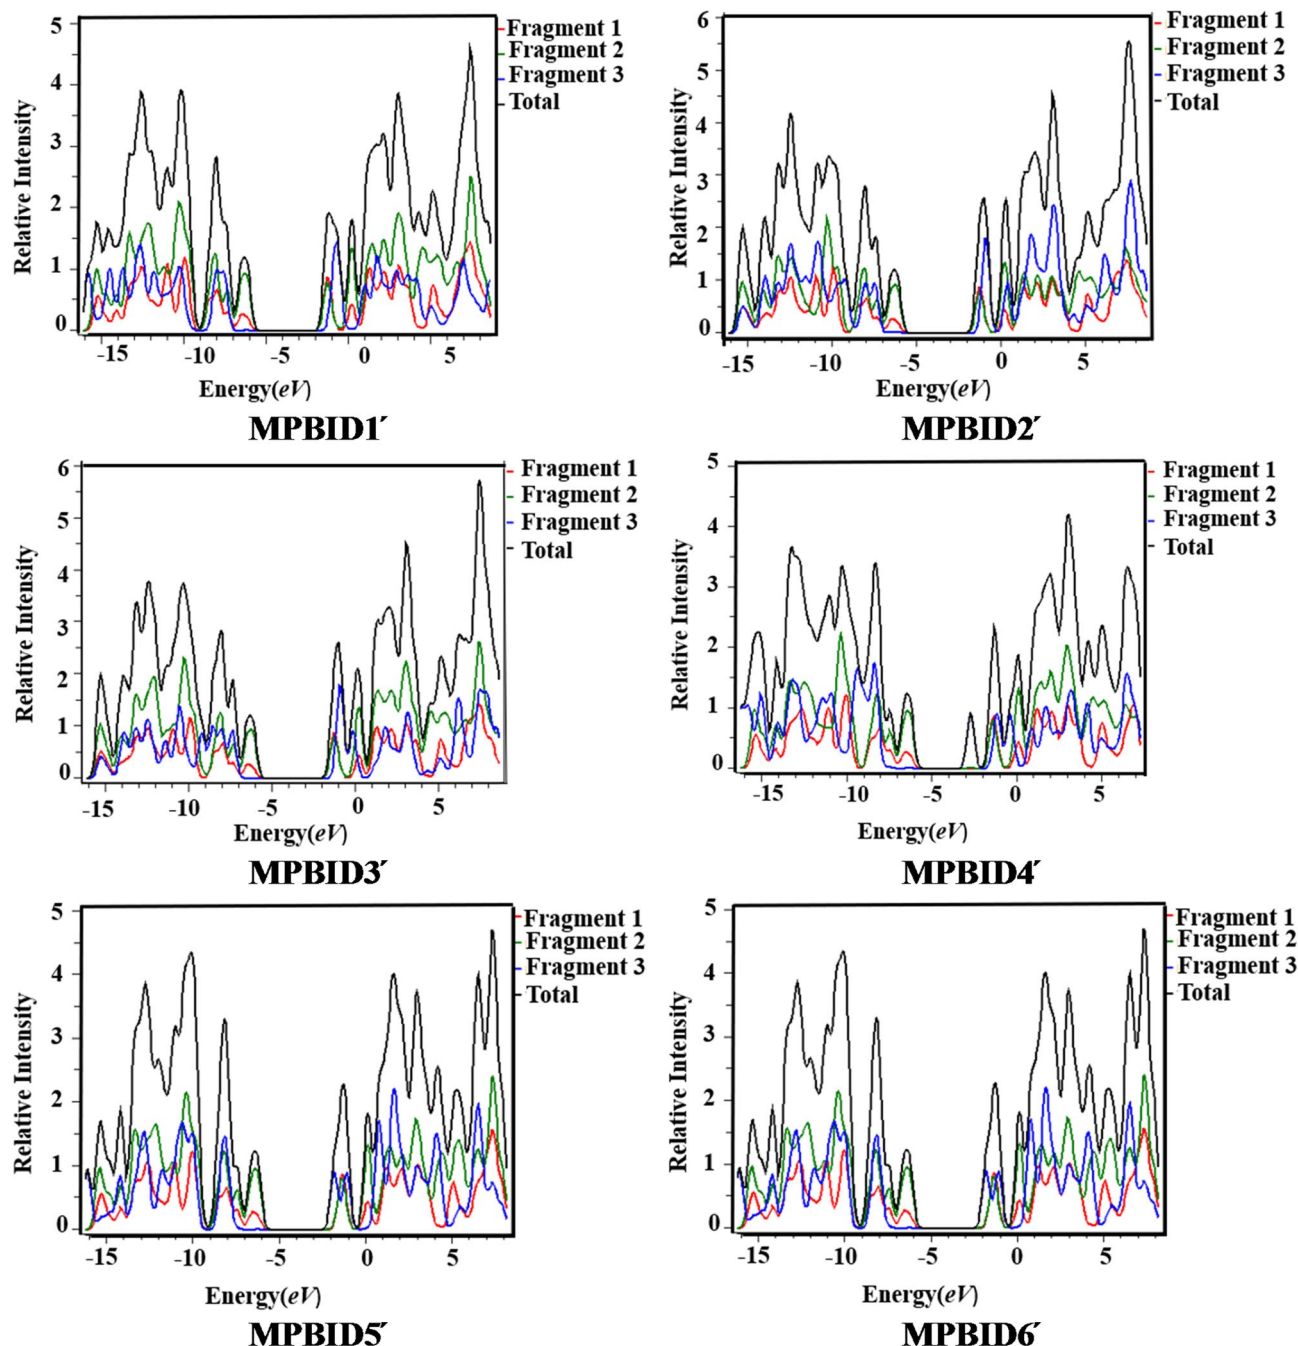 5
4
3
2
1
0
Relative Intensity
-15
-10
-5
0
5
Energy(eV)
Fragment 1
Fragment 2
Fragment 3
Total
MPBID1′
6
5
4
3
2
1
0
Relative Intensity
-15
-10
-5
0
5
Energy(eV)
Fragment 1
Fragment 2
Fragment 3
Total
MPBID2′
6
5
4
3
2
1
0
Relative Intensity
-15
-10
-5
0
5
Energy(eV)
Fragment 1
Fragment 2
Fragment 3
Total
MPBID3′
5
4
3
2
1
0
Relative Intensity
-15
-10
-5
0
5
Energy(eV)
Fragment 1
Fragment 2
Fragment 3
Total
MPBID4′
5
4
3
2
1
0
Relative Intensity
-15
-10
-5
0
5
Energy(eV)
Fragment 1
Fragment 2
Fragment 3
Total
MPBID5′
5
4
3
2
1
0
Relative Intensity
-15
-10
-5
0
5
Energy(eV)
Fragment 1
Fragment 2
Fragment 3
Total
MPBID6′